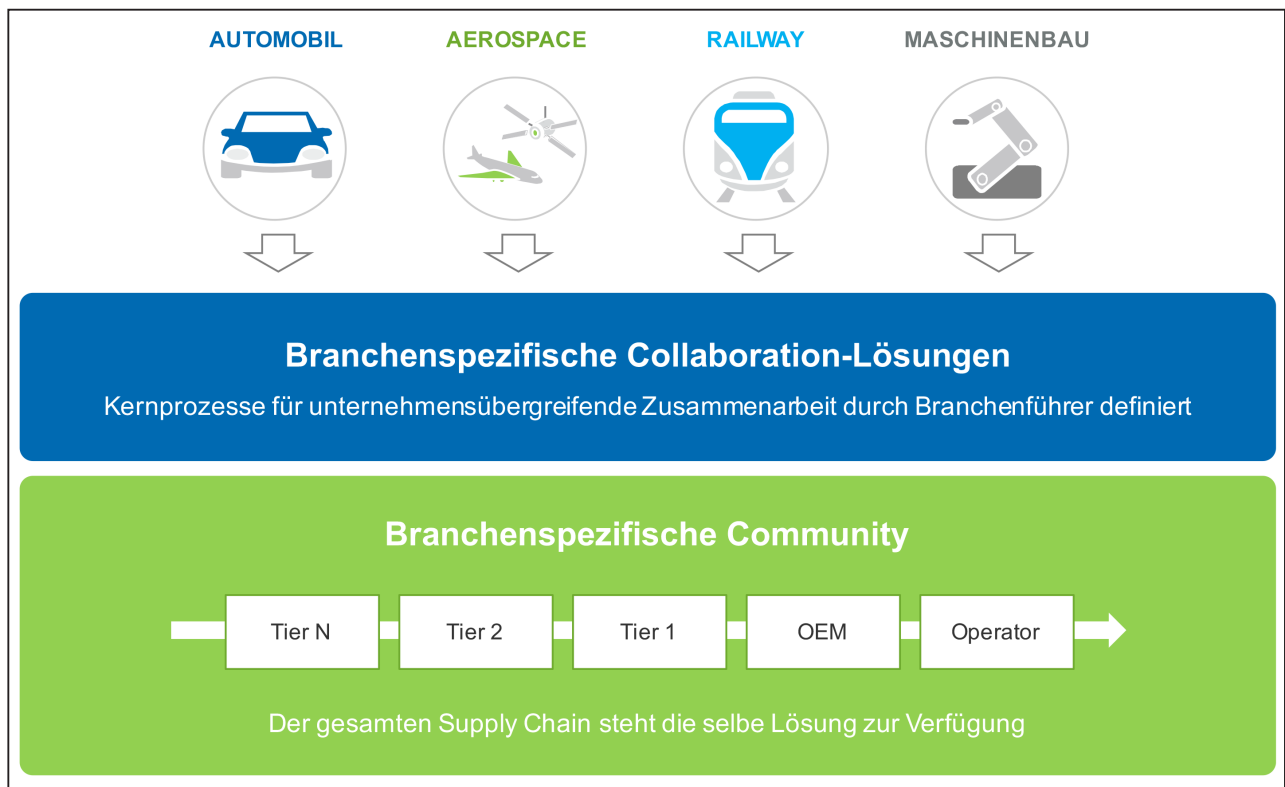 AUTOMOBIL
AEROSPACE
RAILWAY
MASCHINENBAU
Branchenspezifische Collaboration-Lösungen
Kernprozesse für unternehmensübergreifende Zusammenarbeit durch Branchenführer definiert
Branchenspezifische Community
Tier N
Tier 2
Tier 1
OEM
Operator
Der gesamten Supply Chain steht die selbe Lösung zur Verfügung